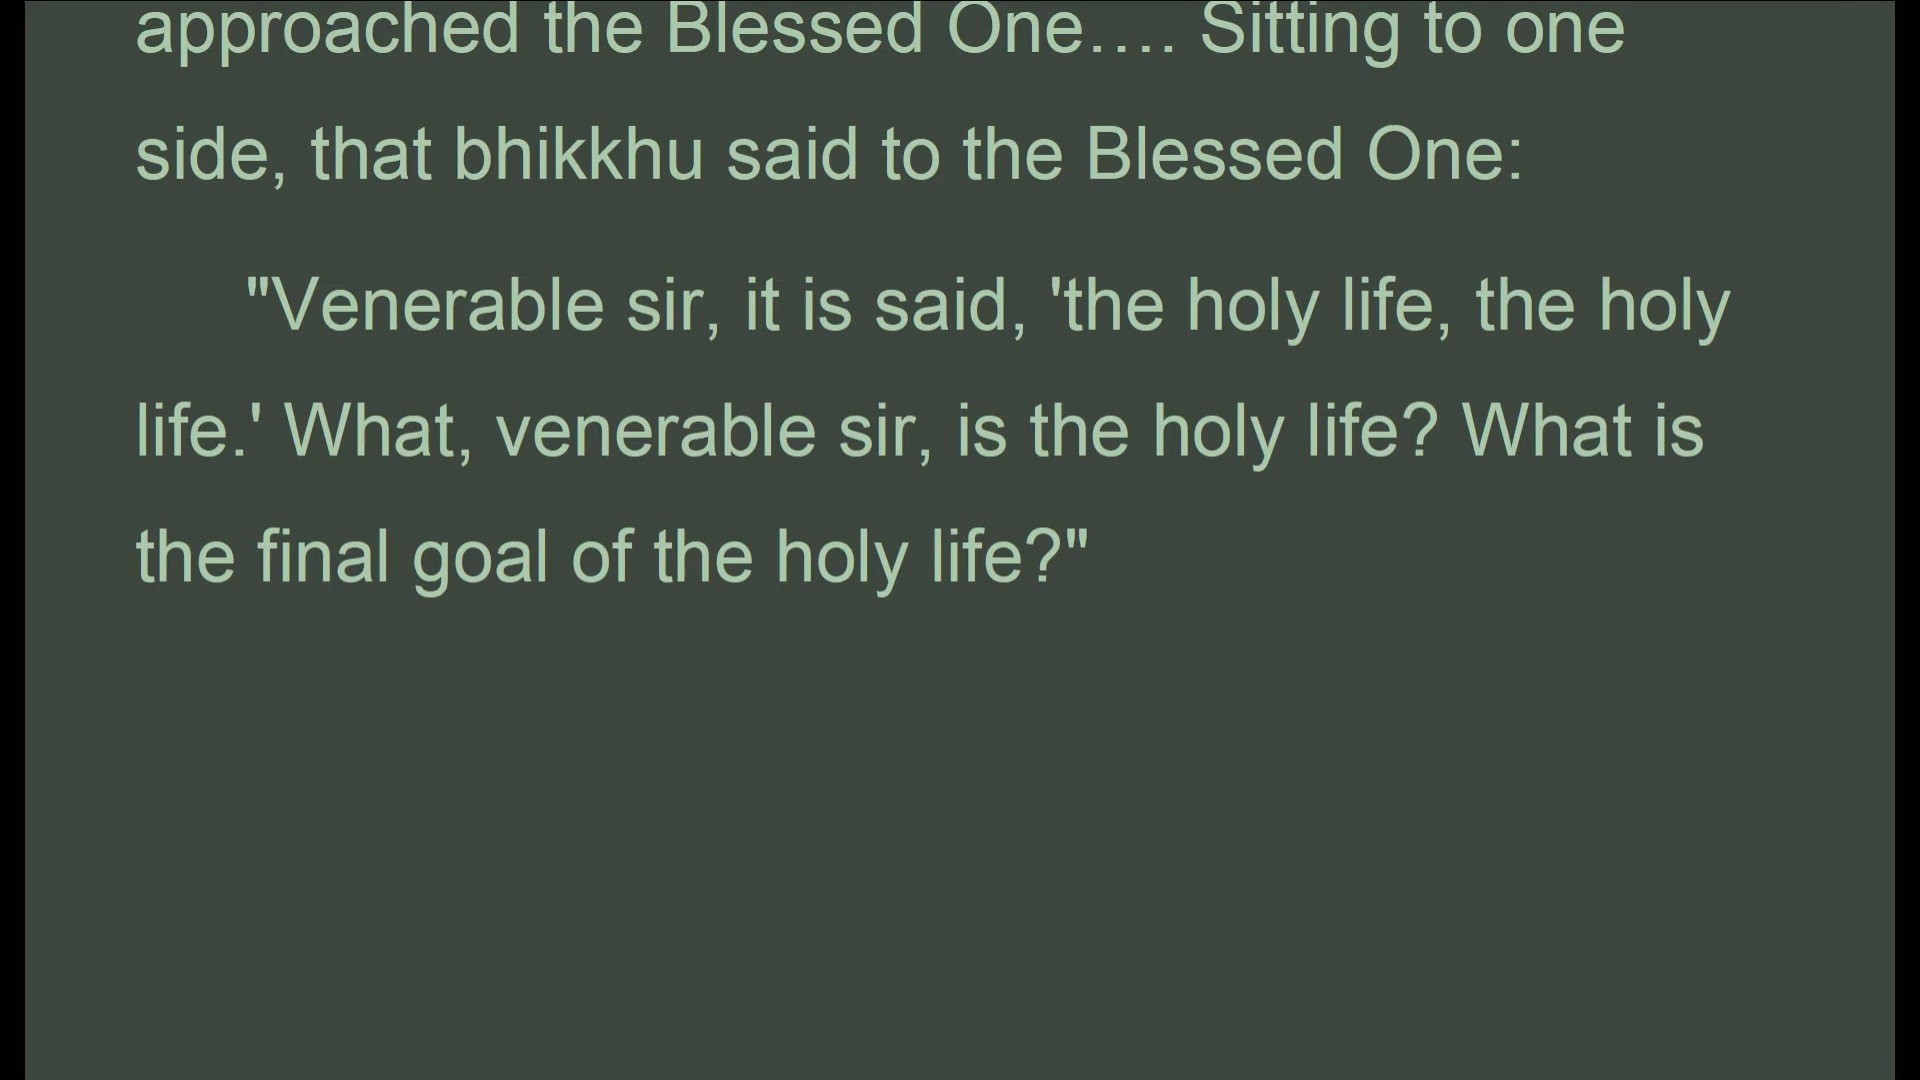 approached the Blessed One.… Sitting to one
side, that bhikkhu said to the Blessed One:
"Venerable sir, it is said, 'the holy life, the holy
life.' What, venerable sir, is the holy life? What is
the final goal of the holy life?"